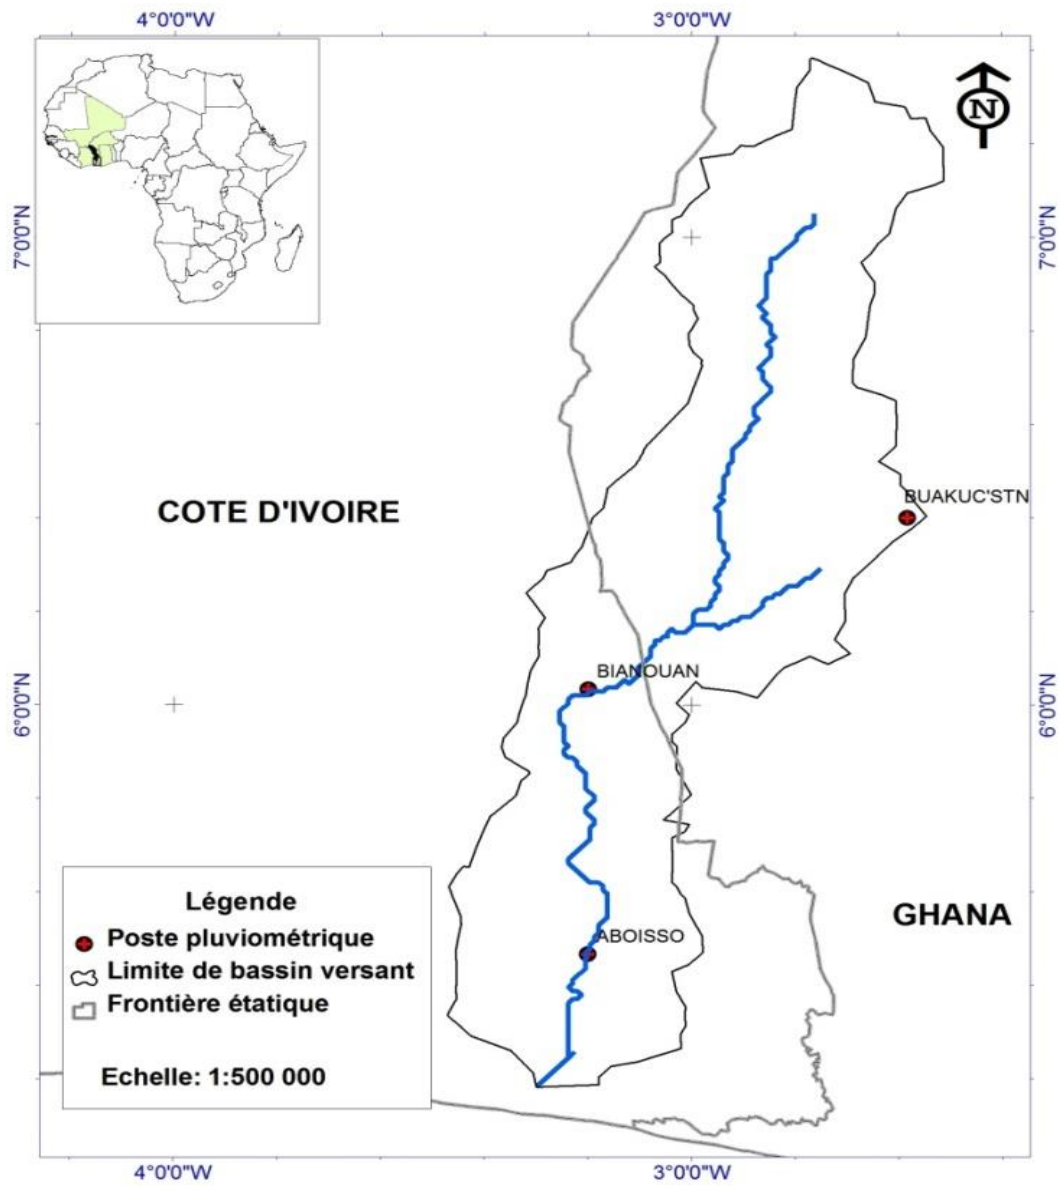 4°0'0"W 3°0'0"W
N
7°0'0"N 7°0'0"N
COTE D'IVOIRE
BUAKUC'STN
BIANOUAN
6°0'0"N 6°0'0"N
GHANA
ABOISSO
Légende
Poste pluviométrique
Limite de bassin versant
Frontière étatique
Echelle: 1:500 000
4°0'0"W 3°0'0"W